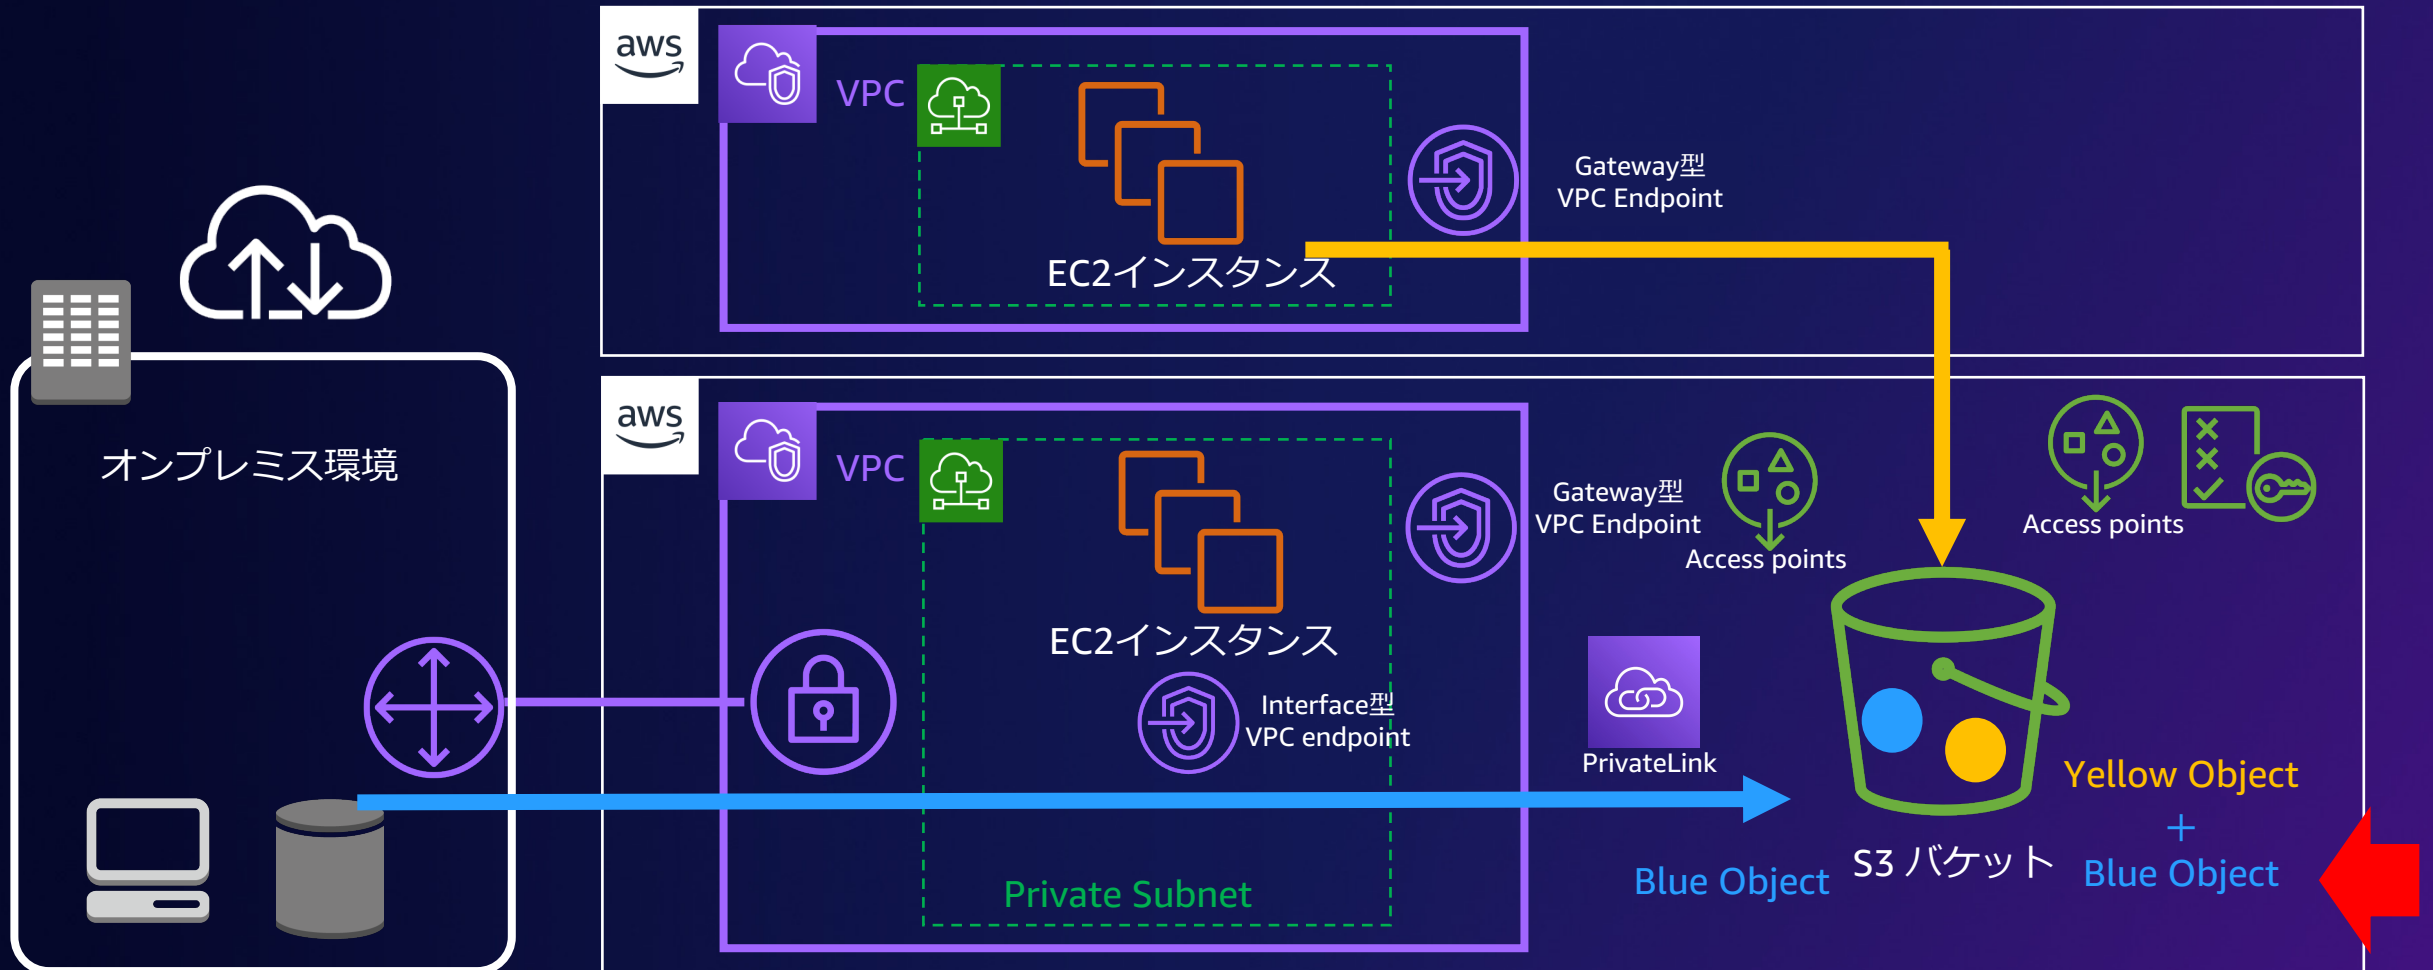 aws
VPC
Gateway型
VPC Endpoint
EC2インスタンス
オンプレミス環境
aws
VPC
Gateway型
VPC Endpoint
Access points
Access points
EC2インスタンス
Interface型
VPC endpoint
PrivateLink
Yellow Object
+
Blue Object
S3 バケット
Blue Object
Private Subnet